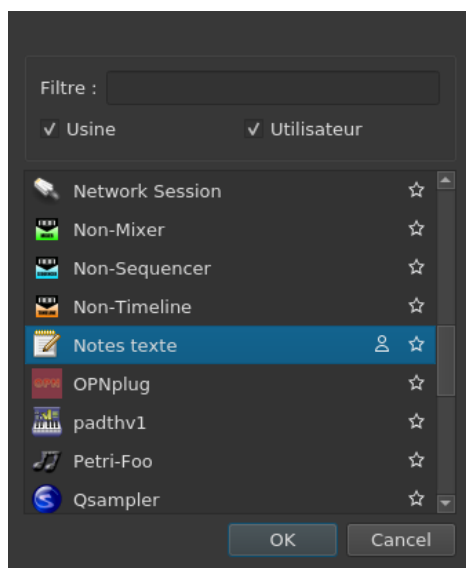 Filtre :
Usine Utilisateur
Network Session
Non-Mixer
Non-Sequencer
Non-Timeline
Notes texte
OPNplug
padthv1
Petri-Foo
Qsampler
OK Cancel